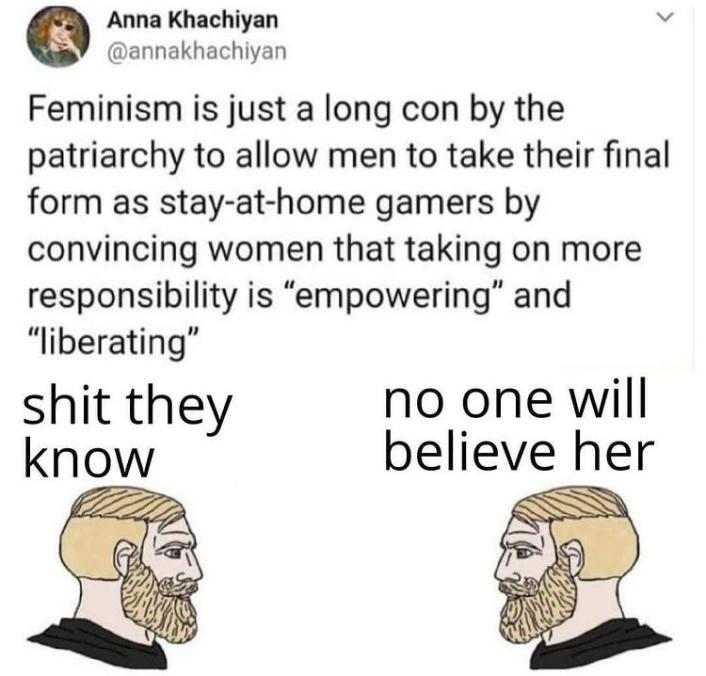 Anna Khachiyan
@annakhachiyan
Feminism is just a long con by the
patriarchy to allow men to take their final
form as stay-at-home gamers by
convincing women that taking on more
responsibility is “empowering” and
“liberating”
shit they
know
no one will
believe her